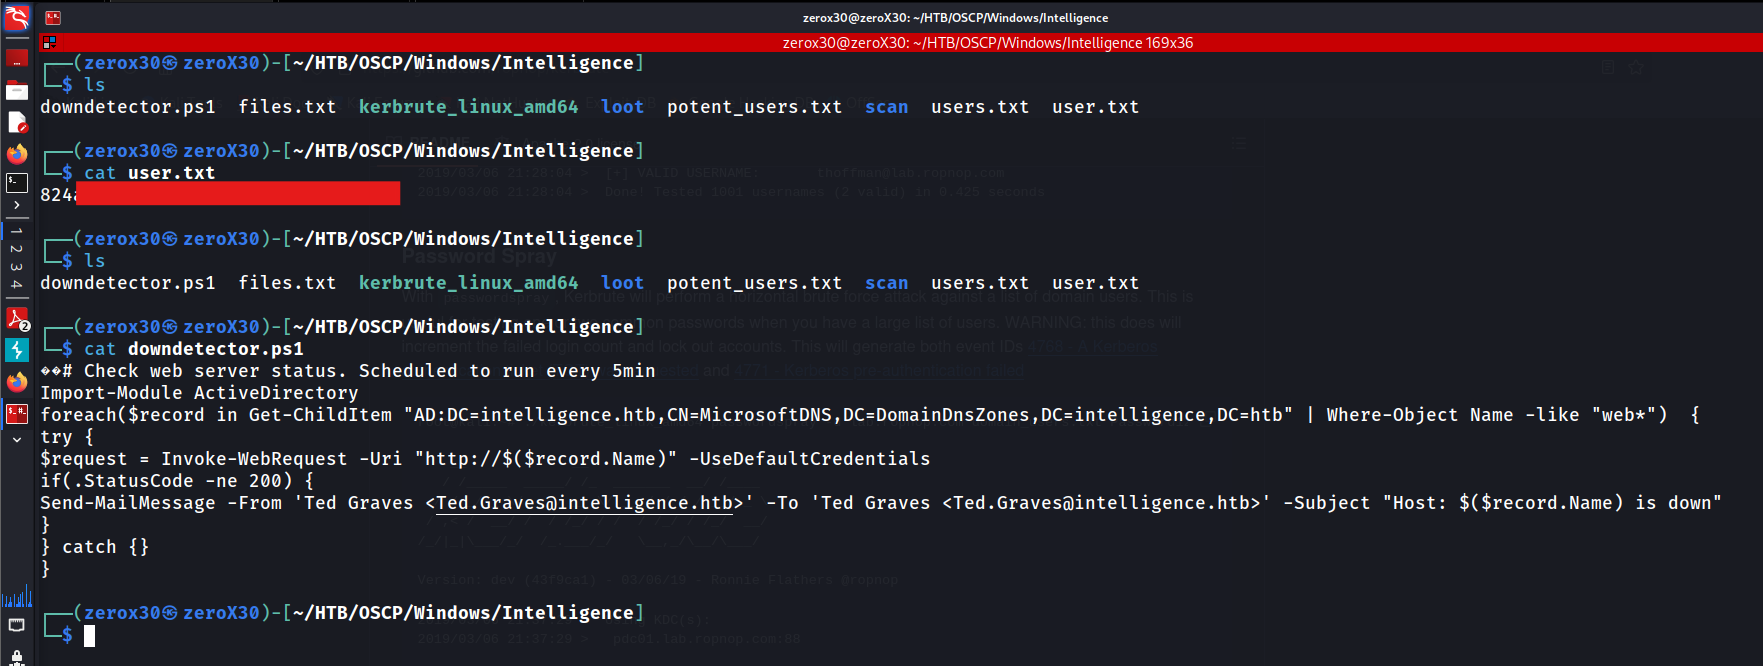 zerox30@zeroX30: ~/HTB/OSCP/Windows/Intelligence
zerox30@zeroX30: ~/HTB/OSCP/Windows/Intelligence 169x36
┌──(zerox30㉿zeroX30)-[~/HTB/OSCP/Windows/Intelligence]
└─$ ls
downdetector.ps1  files.txt  kerbrute_linux_amd64  loot  potent_users.txt  scan  users.txt  user.txt
┌──(zerox30㉿zeroX30)-[~/HTB/OSCP/Windows/Intelligence]
└─$ cat user.txt
824
┌──(zerox30㉿zeroX30)-[~/HTB/OSCP/Windows/Intelligence]
└─$ ls
downdetector.ps1  files.txt  kerbrute_linux_amd64  loot  potent_users.txt  scan  users.txt  user.txt
┌──(zerox30㉿zeroX30)-[~/HTB/OSCP/Windows/Intelligence]
└─$ cat downdetector.ps1
��# Check web server status. Scheduled to run every 5min
Import-Module ActiveDirectory
foreach($record in Get-ChildItem "AD:DC=intelligence.htb,CN=MicrosoftDNS,DC=DomainDnsZones,DC=intelligence,DC=htb" | Where-Object Name -like "web*")  {
try {
$request = Invoke-WebRequest -Uri "http://$($record.Name)" -UseDefaultCredentials
if(.StatusCode -ne 200) {
Send-MailMessage -From 'Ted Graves <Ted.Graves@intelligence.htb>' -To 'Ted Graves <Ted.Graves@intelligence.htb>' -Subject "Host: $($record.Name) is down"
}
} catch {}
}
┌──(zerox30㉿zeroX30)-[~/HTB/OSCP/Windows/Intelligence]
└─$
1
2
3
4
2